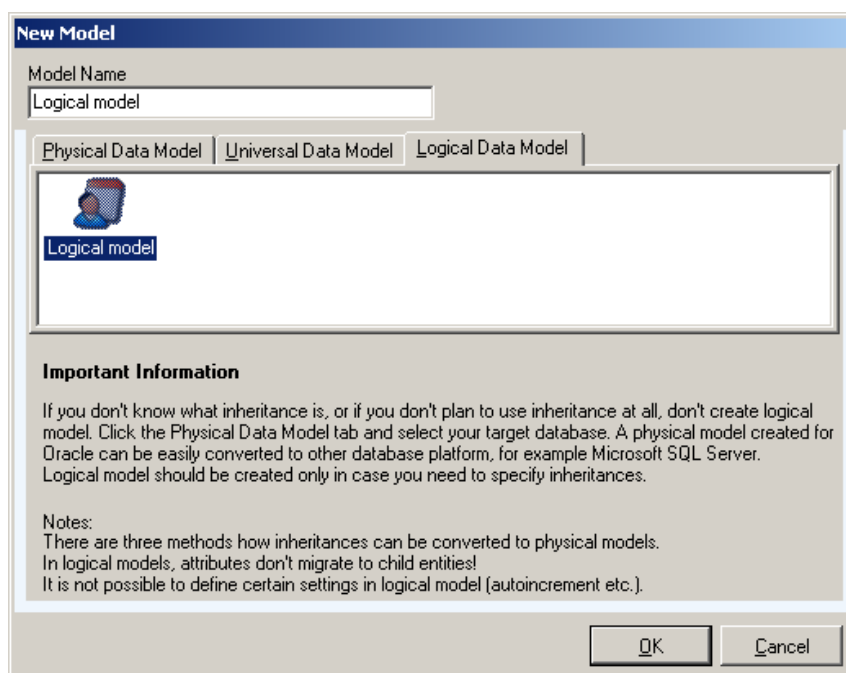 New Model
Model Name
Logical model
Physical Data Model
Universal Data Model
Logical Data Model
Logical model
Important Information
If you don't know what inheritance is, or if you don't plan to use inheritance at all, don't create logical
model. Click the Physical Data Model tab and select your target database. A physical model created for
Oracle can be easily converted to other database platform, for example Microsoft SQL Server.
Logical model should be created only in case you need to specify inheritances.
Notes:
There are three methods how inheritances can be converted to physical models.
In logical models, attributes don't migrate to child entities!
It is not possible to define certain settings in logical model (autoincrement etc.).
OK
Cancel